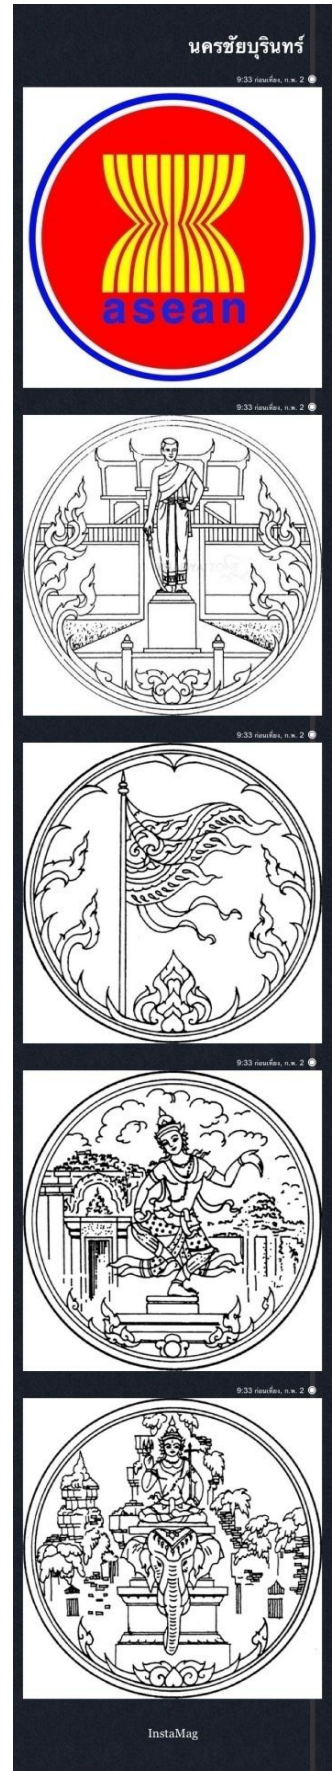 นครชัยบุรินทร์
9:33 ก่อนเที่ยง, ก.พ. 2
asean
9:33 ก่อนเที่ยง, ก.พ. 2
9:33 ก่อนเที่ยง, ก.พ. 2
9:33 ก่อนเที่ยง, ก.พ. 2
9:33 ก่อนเที่ยง, ก.พ. 2
InstaMag